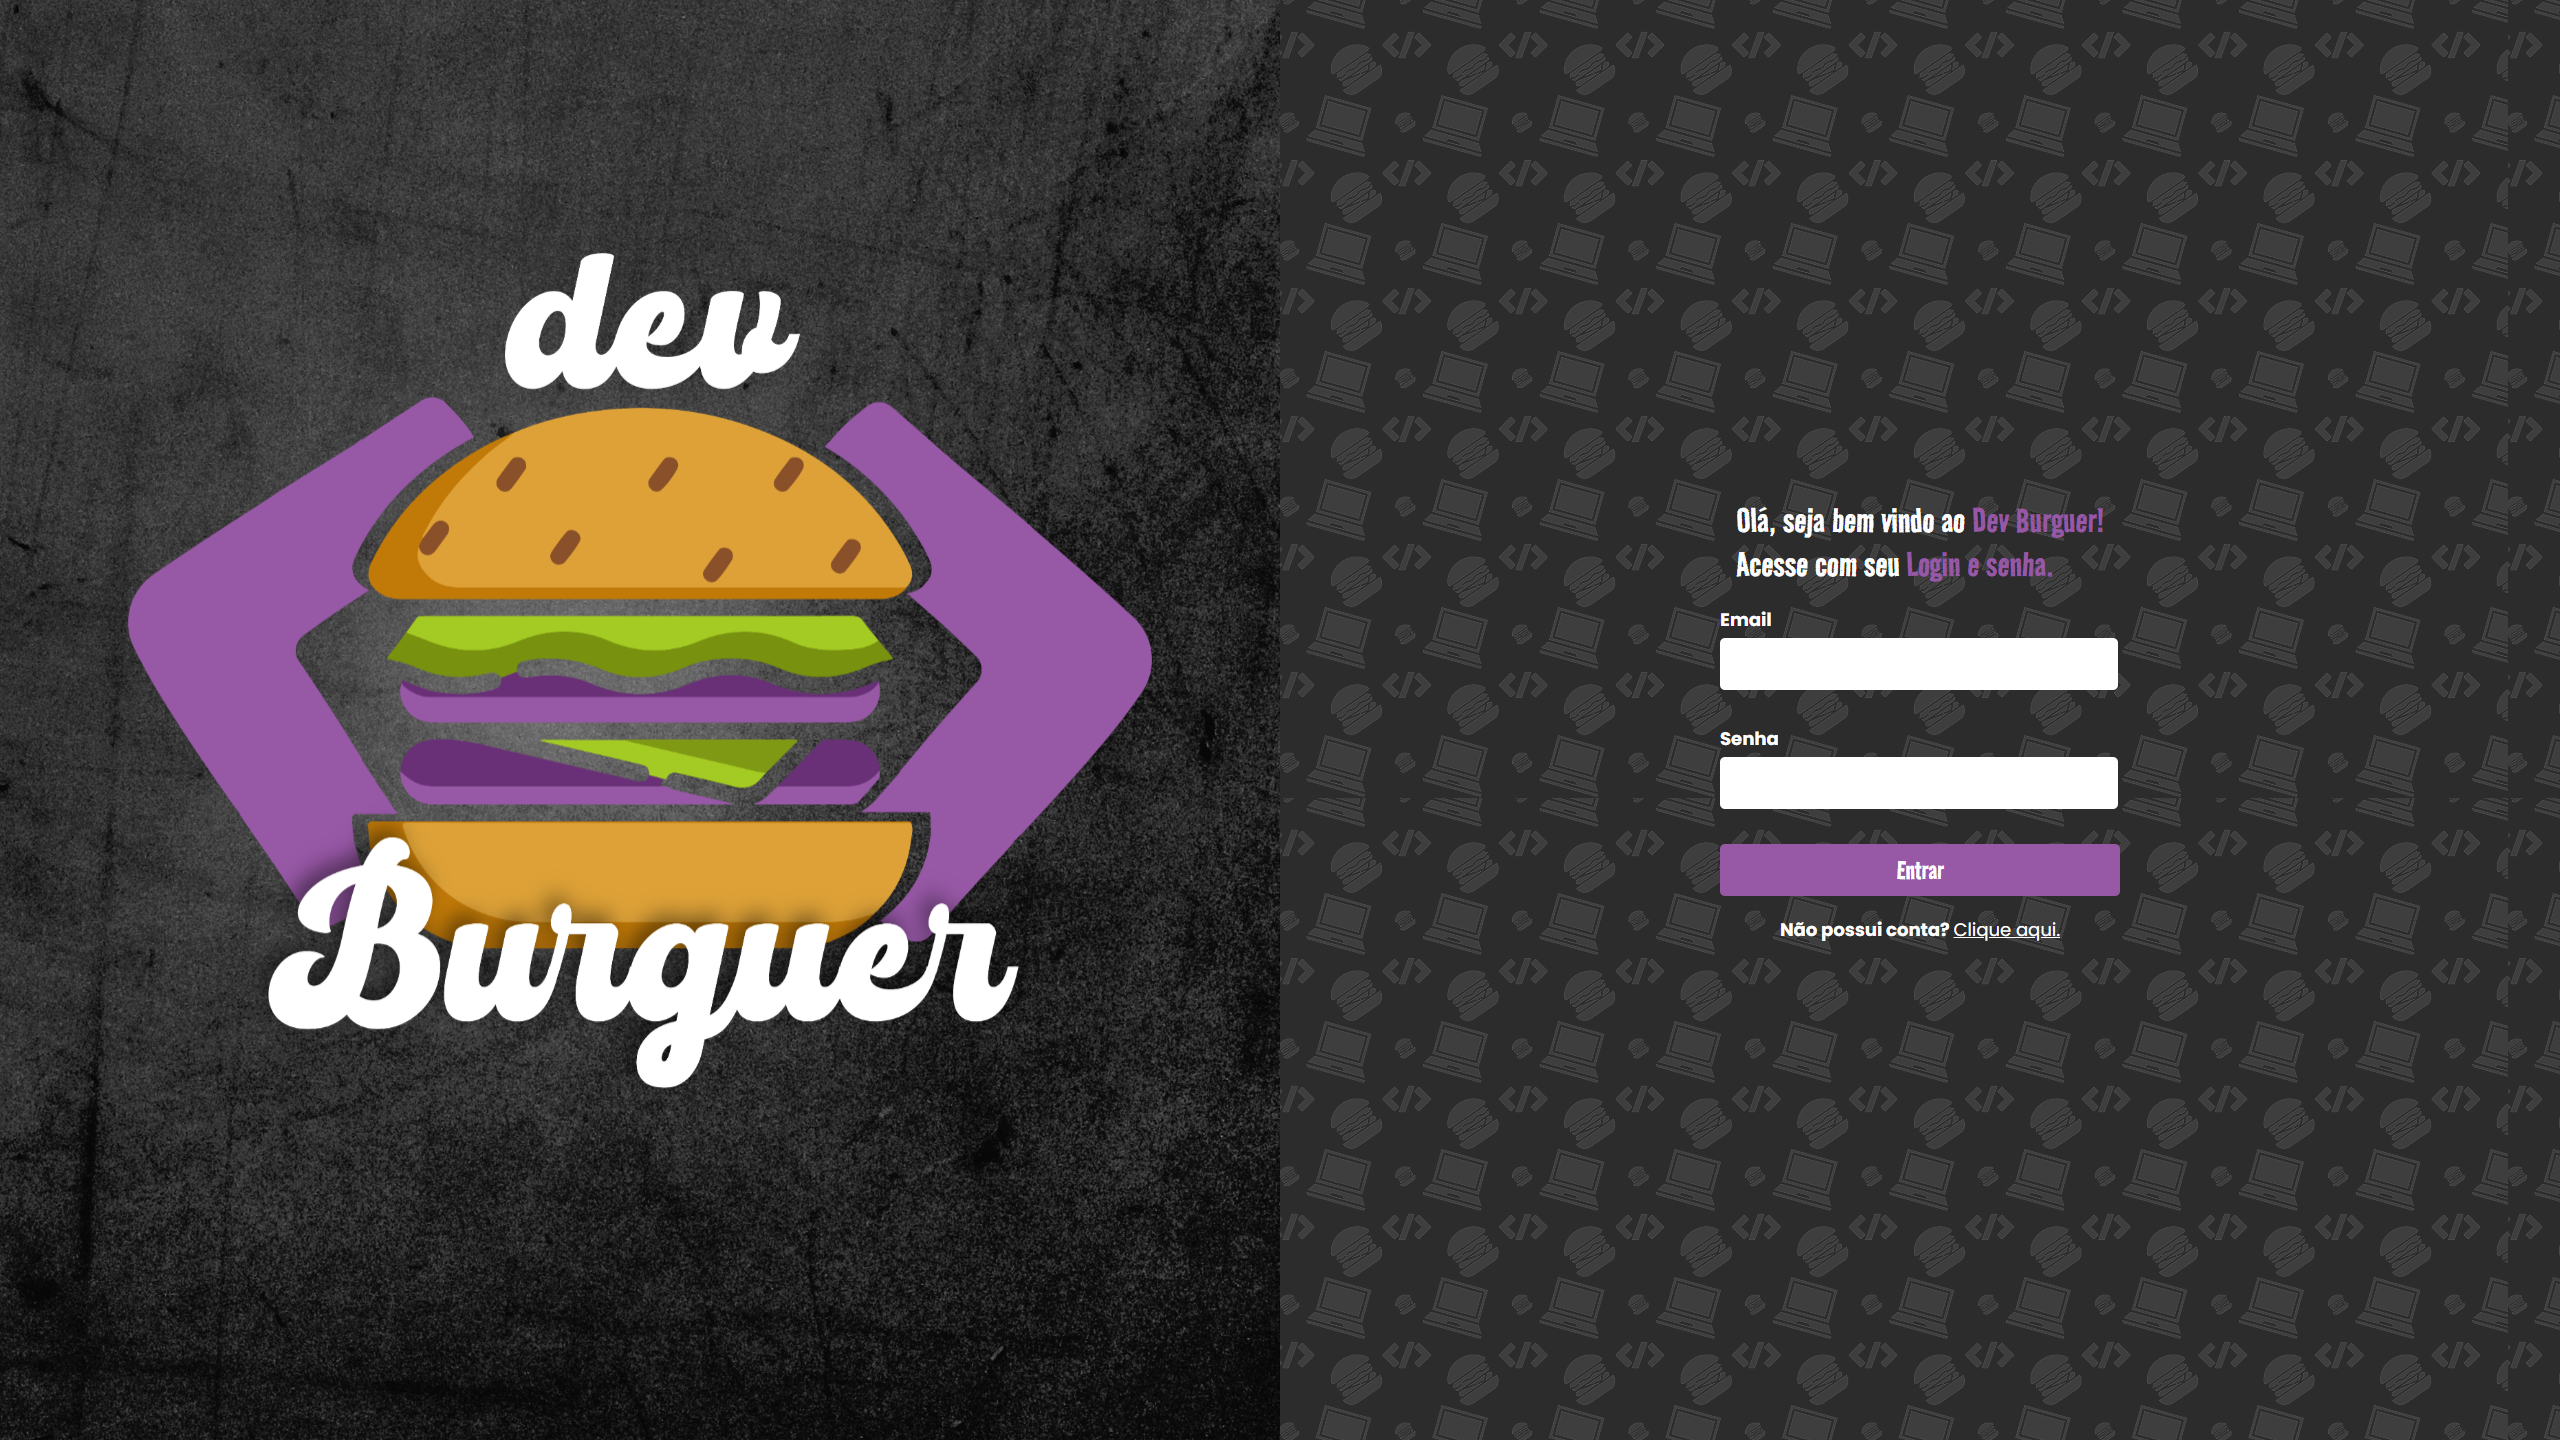 dev
Burguer
Olá, seja bem vindo ao Dev Burguer!
Acesse com seu Login e senha.
Email
Senha
Entrar
Não possui conta? Clique aqui.